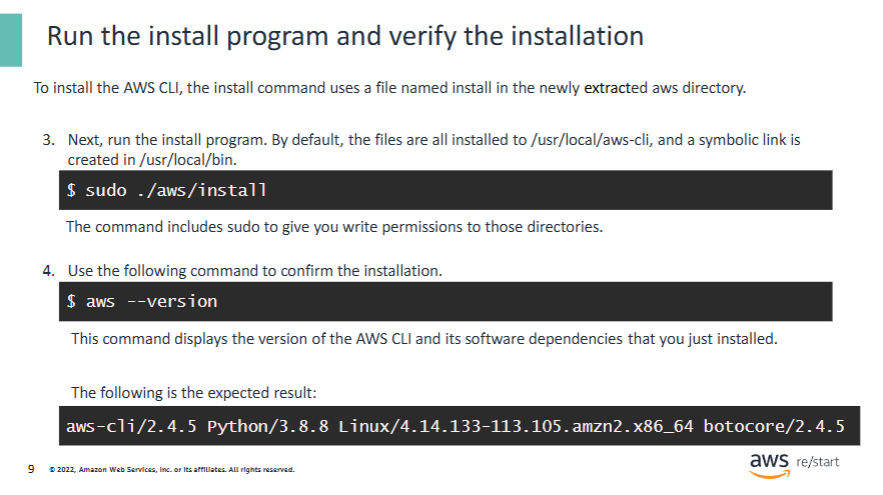 Run the install program and verify the installation
To install the AWS CLI, the install command uses a file named install in the newly extracted aws directory.
3. Next, run the install program. By default, the files are all installed to /usr/local/aws-cli, and a symbolic link is
created in /usr/local/bin.
$ sudo ./aws/install
The command includes sudo to give you write permissions to those directories.
4. Use the following command to confirm the installation.
$ aws --version
This command displays the version of the AWS CLI and its software dependencies that you just installed.
The following is the expected result:
aws-cli/2.4.5 Python/3.8.8 Linux/4.14.133-113.105.amzn2.x86_64 botocore/2.4.5
9 © 2022, Amazon Web Services, Inc. or its affiliates. All rights reserved.
aws re/start